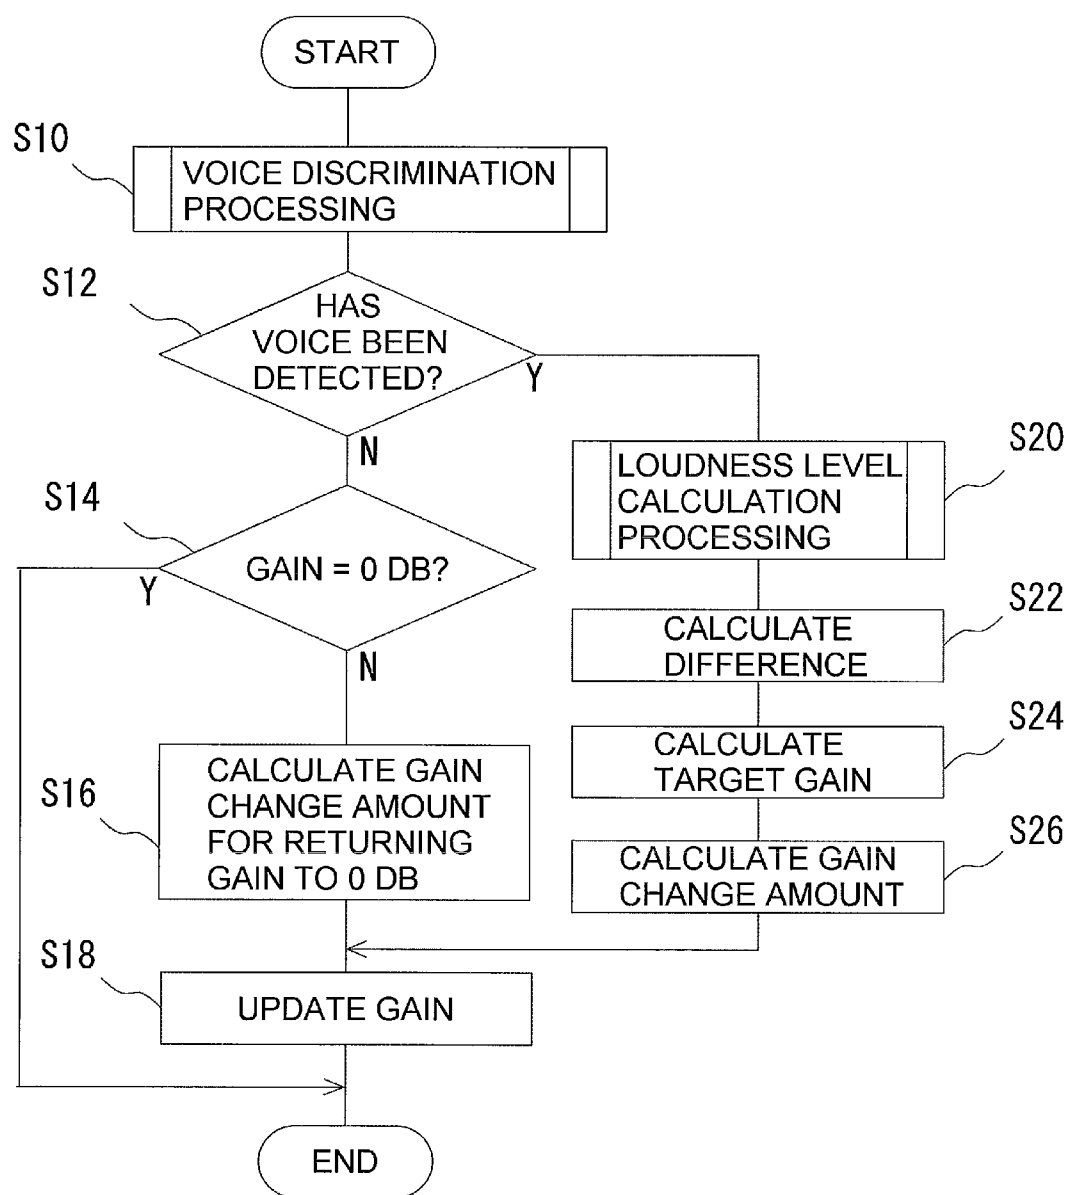 START
S10
VOICE DISCRIMINATION
PROCESSING
S12
HAS
VOICE BEEN
DETECTED?
Y
N
S20
LOUDNESS LEVEL
CALCULATION
PROCESSING
S14
GAIN = 0 DB?
Y
N
S22
CALCULATE
DIFFERENCE
S24
CALCULATE
TARGET GAIN
S16
CALCULATE GAIN
CHANGE AMOUNT
FOR RETURNING
GAIN TO 0 DB
S26
CALCULATE GAIN
CHANGE AMOUNT
S18
UPDATE GAIN
END